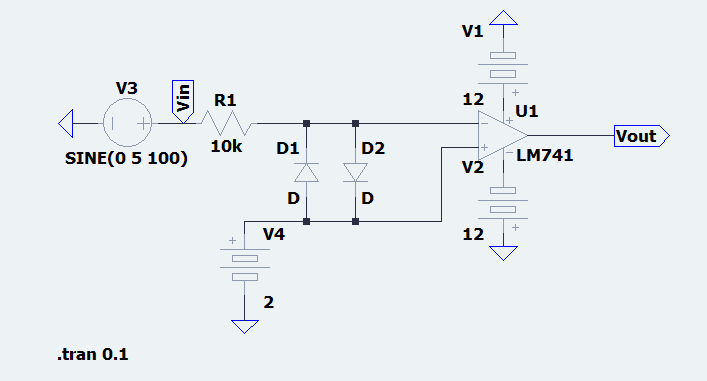 V1
V3
Vin
R1
12
U1
SINE(0 5 100)
10k
D1
D2
V2
LM741
Vout
D
D
V4
12
2
.tran 0.1